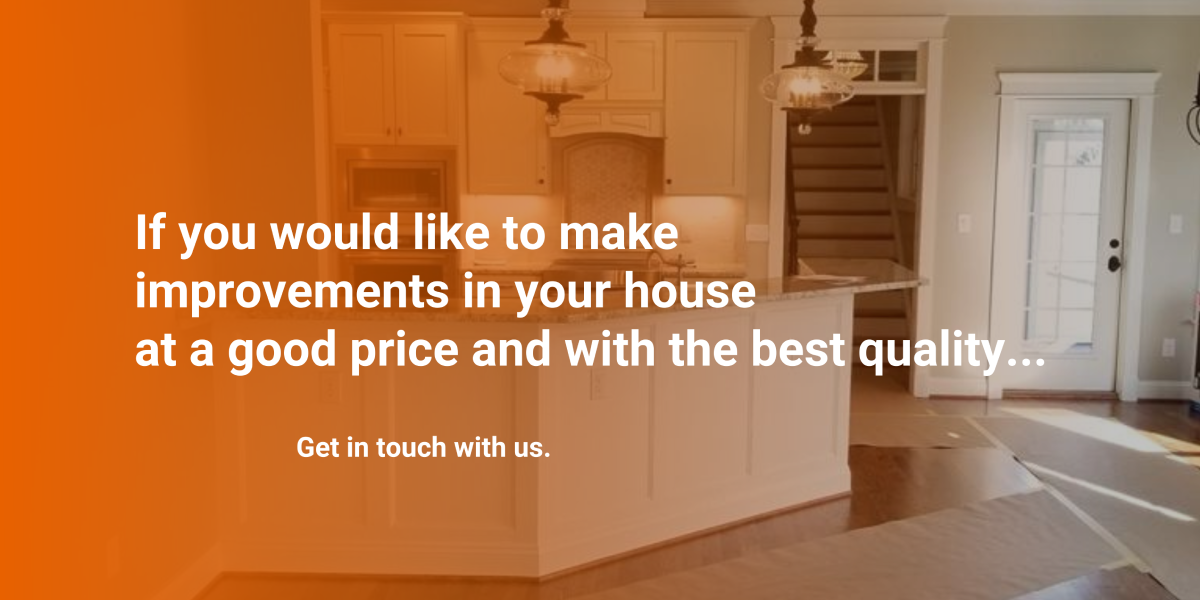 If you would like to make
improvements in your house
at a good price and with the best quality...
Get in touch with us.